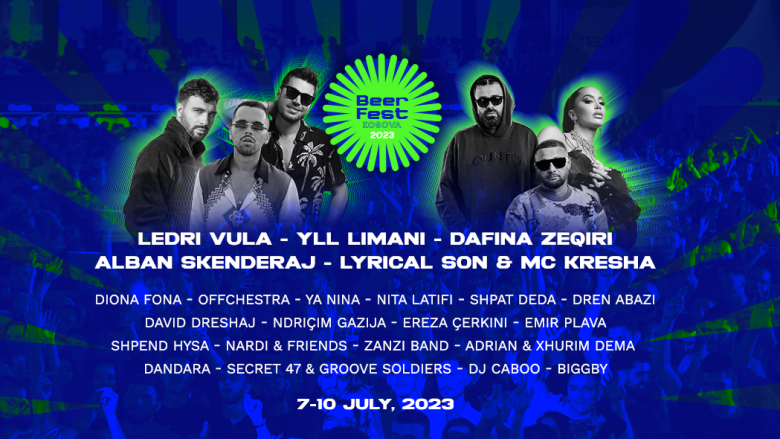 Beer
Fest
KOSOVA
2023
LEDRI VULA - YLL LIMANI - DAFINA ZEQIRI
ALBAN SKENDERAJ - LYRICAL SON & MC KRESHA
DIONA FONA - OFFCHESTRA - YA NINA - NITA LATIFI - SHPAT DEDA - DREN ABAZI
DAVID DRESHAJ - NDRIÇIM GAZIJA - EREZA ÇERKINI - EMIR PLAVA
SHPEND HYSA - NARDI & FRIENDS - ZANZI BAND - ADRIAN & XHURIM DEMA
DANDARA - SECRET 47 & GROOVE SOLDIERS - DJ CABOO - BIGGBY
7-10 JULY, 2023